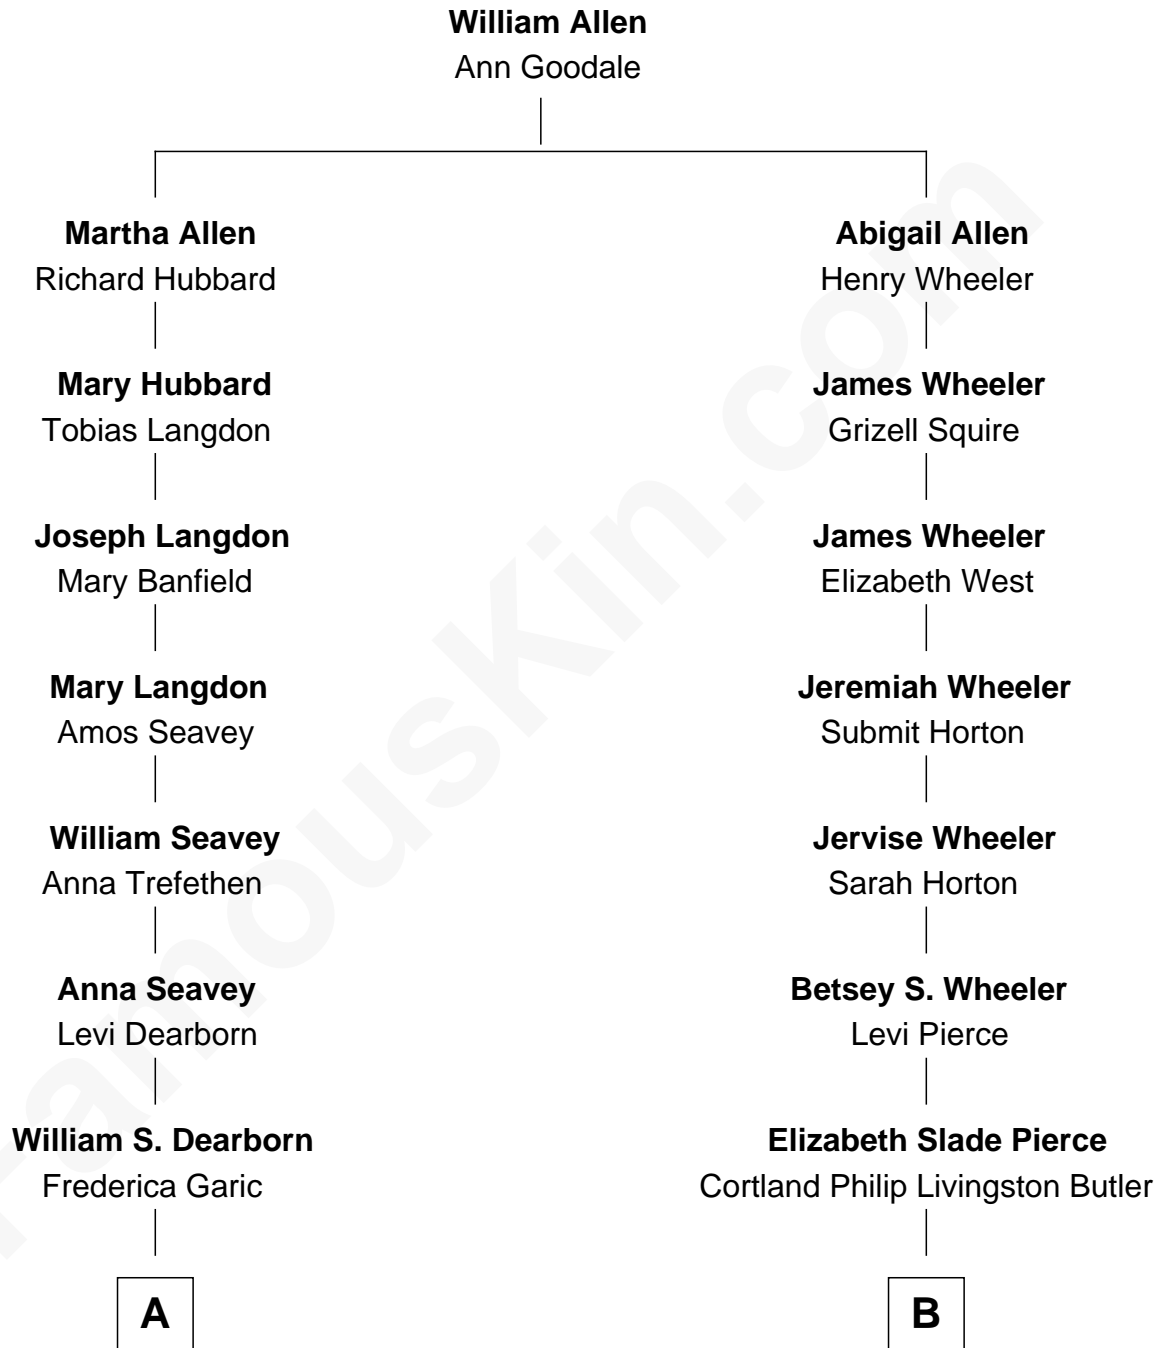 William Allen
Ann Goodale
Martha Allen
Richard Hubbard
Abigail Allen
Henry Wheeler
Mary Hubbard
Tobias Langdon
James Wheeler
Grizell Squire
Joseph Langdon
Mary Banfield
James Wheeler
Elizabeth West
Mary Langdon
Amos Seavey
Jeremiah Wheeler
Submit Horton
William Seavey
Anna Trefethen
Jervise Wheeler
Sarah Horton
Anna Seavey
Levi Dearborn
Betsey S. Wheeler
Levi Pierce
William S. Dearborn
Frederica Garic
Elizabeth Slade Pierce
Cortland Philip Livingston Butler
A
B
FamousKin.com